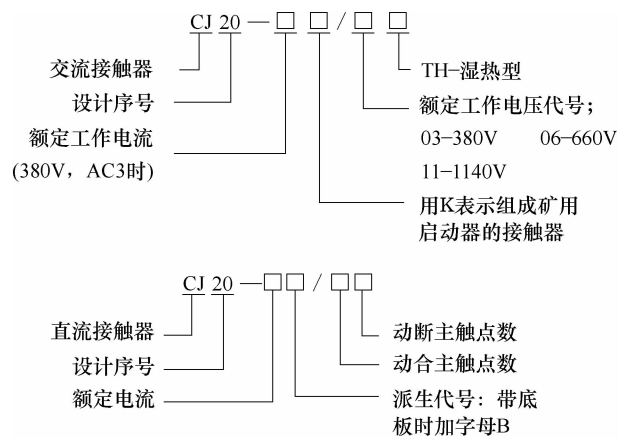 CJ20—□□/□□
交流接触器
设计序号
额定工作电流
(380V，AC3时)
TH—湿热型
额定工作电压代号；
03—380V 06—660V
11—1140V
用K表示组成矿用
启动器的接触器
CJ20—□□/□□
直流接触器
设计序号
额定电流
动断主触点数
动合主触点数
派生代号：带底
板时加字母B